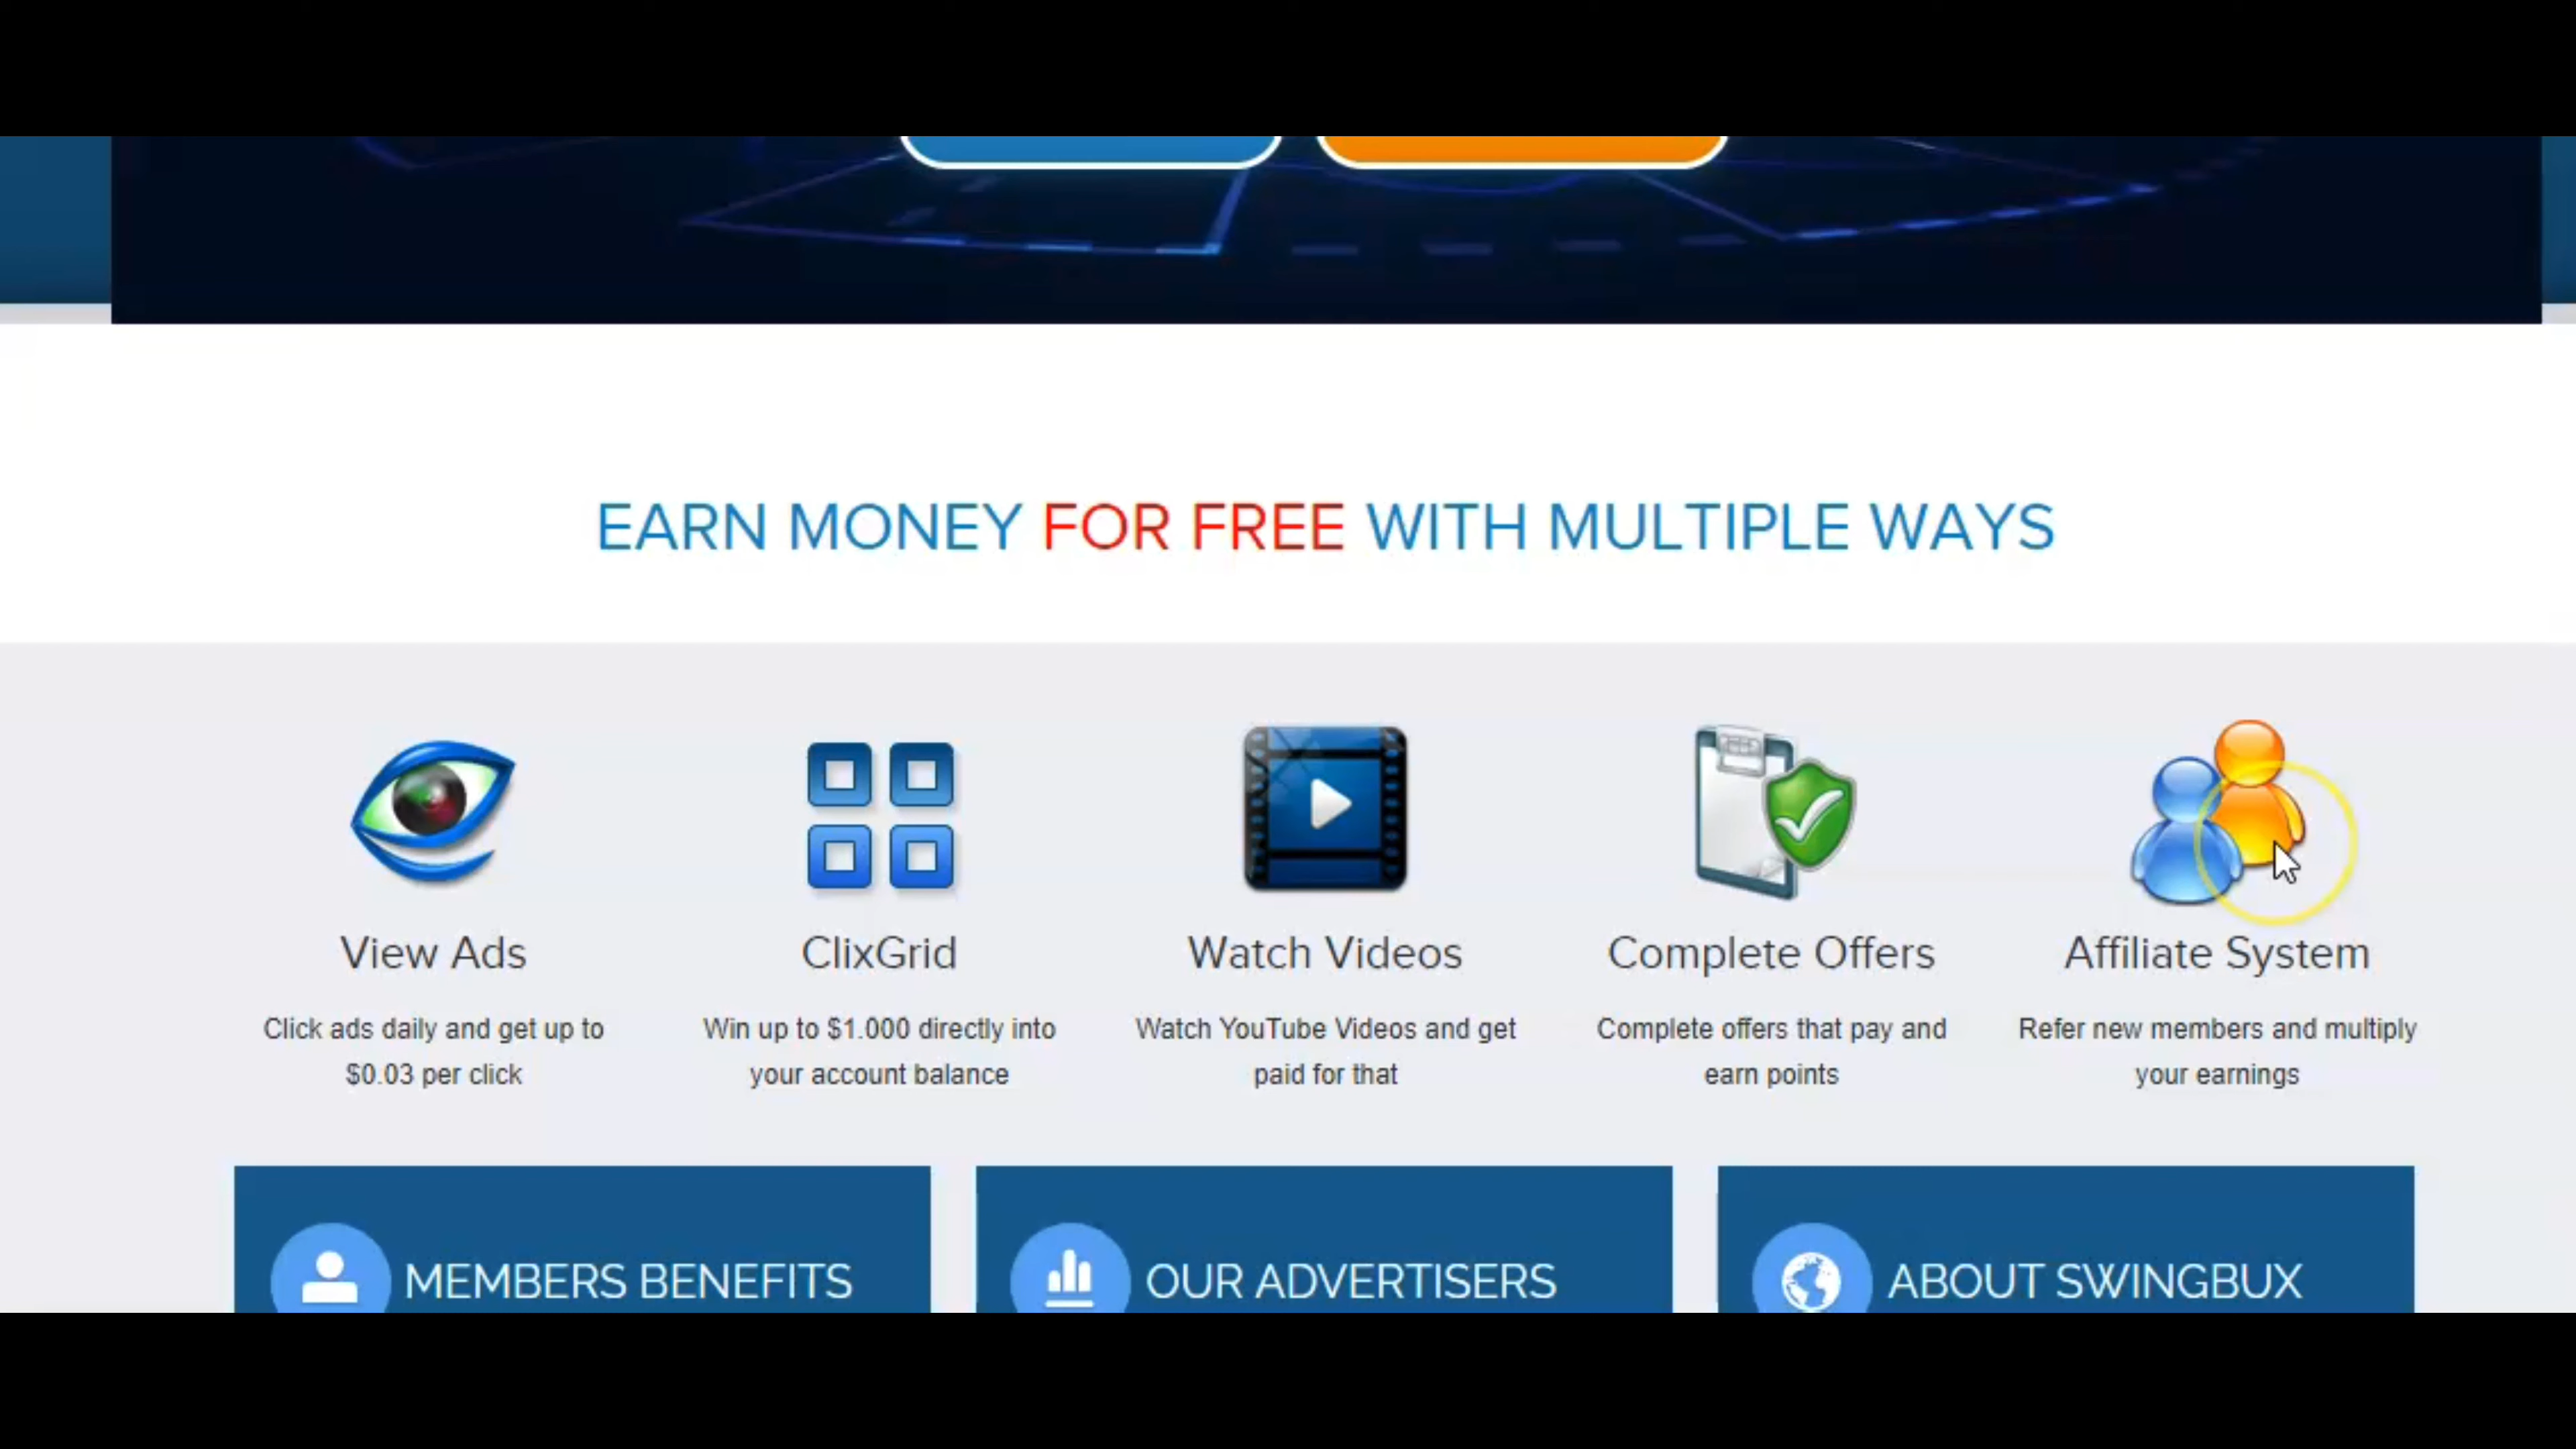 EARN MONEY FOR FREE WITH MULTIPLE WAYS
View Ads
Click ads daily and get up to
$0.03 per click
ClixGrid
Win up to $1.000 directly into
your account balance
Watch Videos
Watch YouTube Videos and get
paid for that
Complete Offers
Complete offers that pay and
earn points
Affiliate System
Refer new members and multiply
your earnings
MEMBERS BENEFITS
OUR ADVERTISERS
ABOUT SWINGBUX